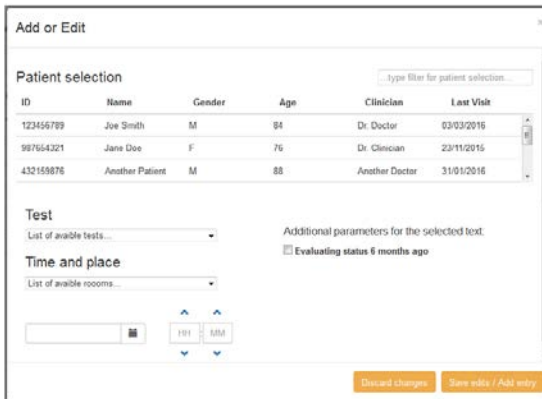 Add or Edit
Patient selection
...type filter for patient selection...
ID Name Gender Age Clinician Last Visit
123456789 Joe Smith M 84 Dr. Doctor 03/03/2016
987654321 Jane Doe F 76 Dr. Clinician 23/11/2015
432159876 Another Patient M 88 Another Doctor 31/01/2016
Test
List of avaible tests...
Additional parameters for the selected text:
Evaluating status 6 months ago
Time and place
List of avaible roooms...
HH : MM
Discard changes Save edits / Add entry